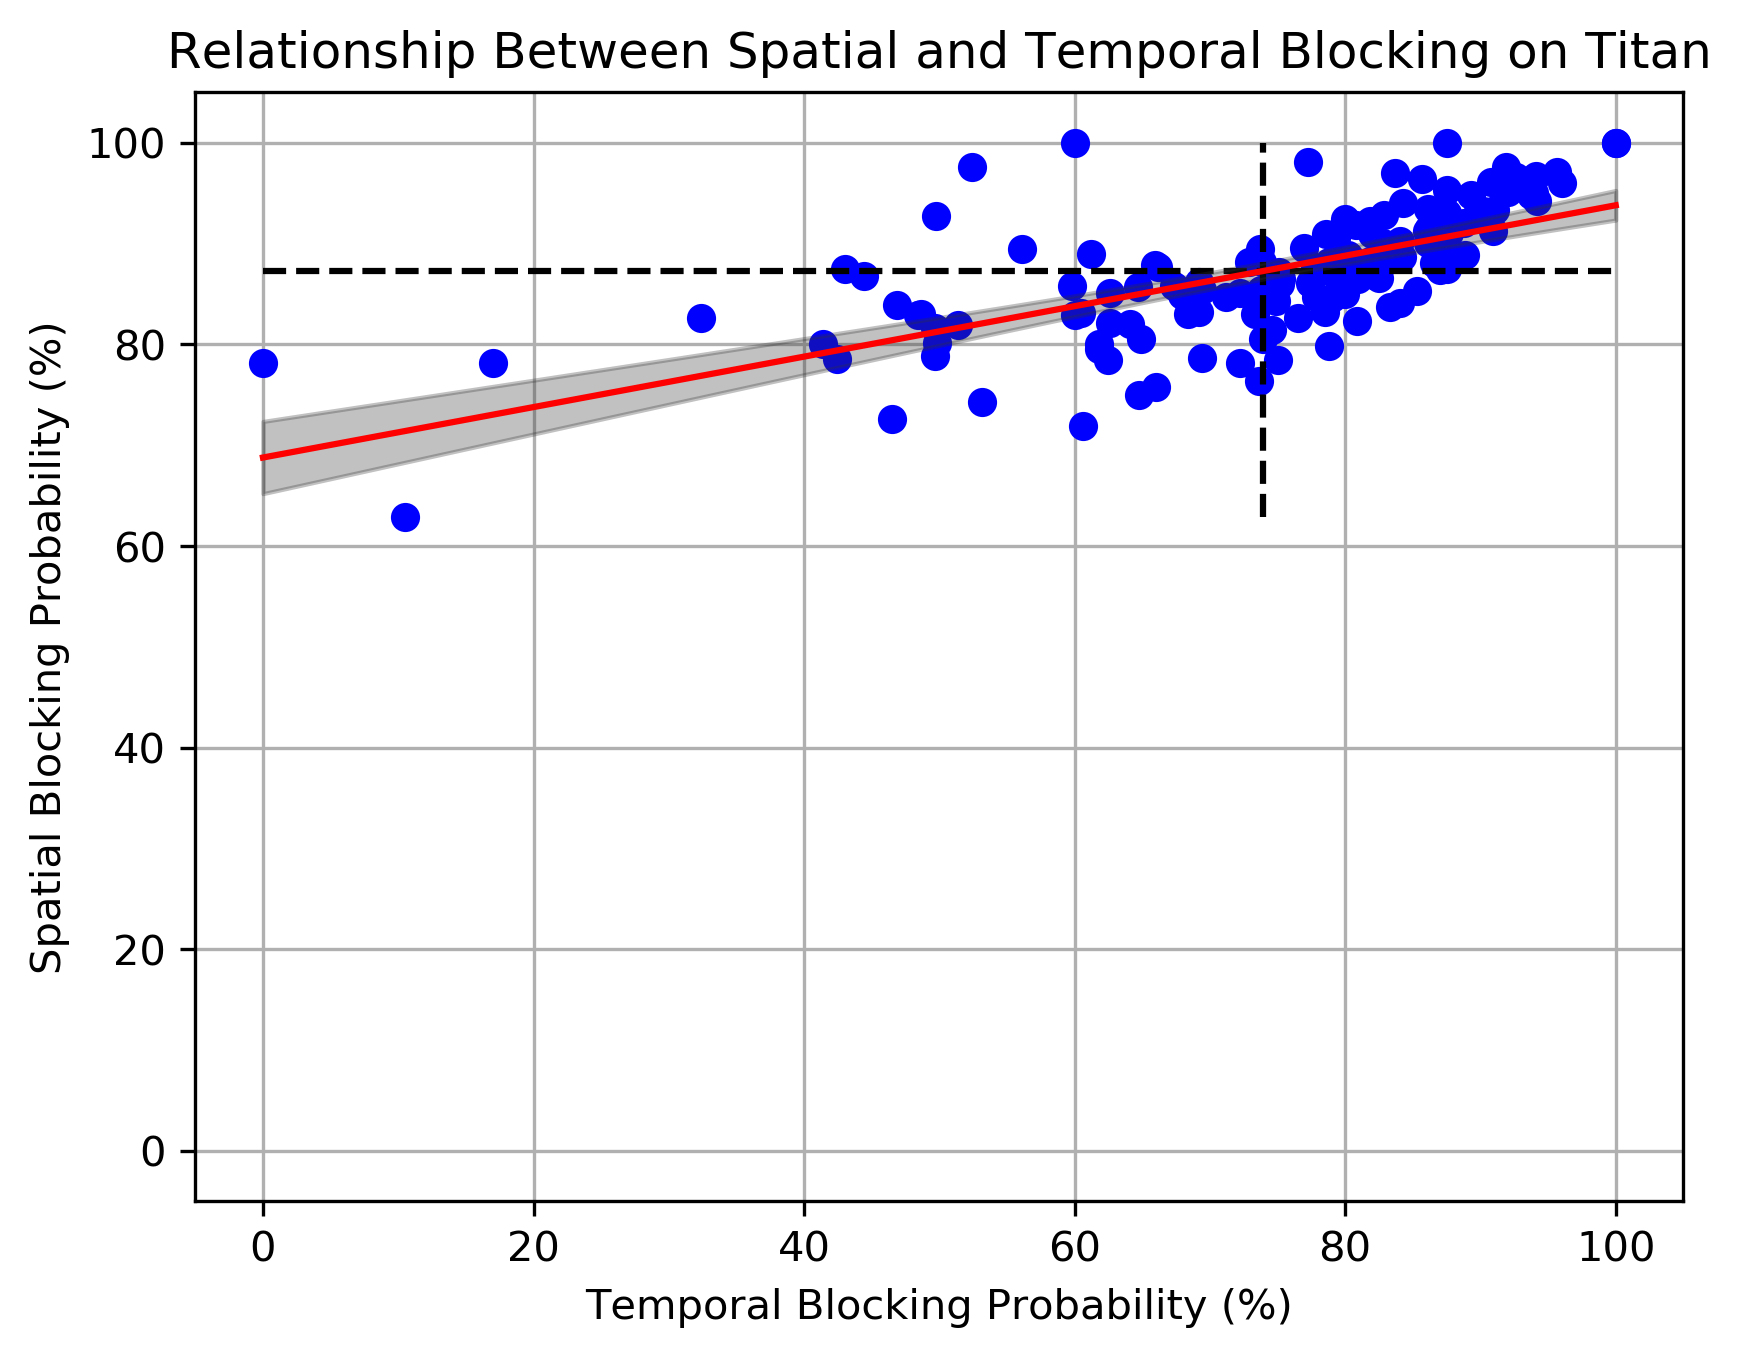 Relationship Between Spatial and Temporal Blocking on Titan
100
80
60
40
20
0
Spatial Blocking Probability (%)
0 20 40 60 80 100
Temporal Blocking Probability (%)